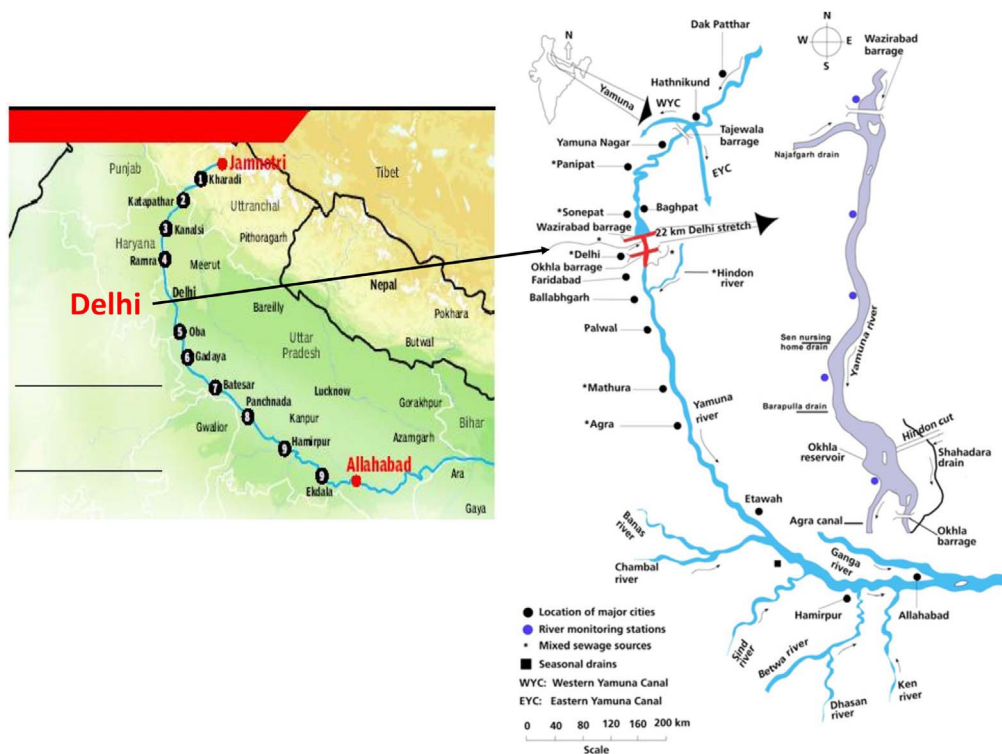 Jamnotri
Punjab
Tibet
1
Kharadi
Katapathar
2
Uttranchal
3
Kanalsi
Pithoragarh
Haryana
Ramra
4
Meerut
Nepal
Delhi
Delhi
Bareilly
Pokhara
5
Oba
Uttar
Pradesh
Butwal
6
Gadaya
7
Batesar
Lucknow
Panchnada
8
Kanpur
Gorakhpur
Gwalior
Bihar
9
Hamirpur
Azamgarh
Allahabad
9
Ekdala
Ara
Gaya
Dak Patthar
N
Yamuna
Hathnikund
WYC
Tajewala
barrage
Yamuna Nagar
EYC
*Panipat
Baghpat
*Sonepat
Wazirabad barrage
22 km Delhi stretch
*Delhi
Okhla barrage
Faridabad
*Hindon
river
Ballabhgarh
Palwal
*Mathura
Yamuna
river
*Agra
Etawah
Banas
river
Chambal
river
Ganga
river
Hamirpur
Allahabad
Sind
river
Betwa river
Dhasan
river
Ken
river
N
W
E
S
Wazirabad
barrage
Najafgarh drain
Sen nursing
home drain
Yamuna river
Barapulla drain
Hindon cut
Okhla
reservoir
Shahadara
drain
Agra canal
Okhla
barrage
Location of major cities
River monitoring stations
* Mixed sewage sources
Seasonal drains
WYC: Western Yamuna Canal
EYC: Eastern Yamuna Canal
0 40 80 120 160 200 km
Scale